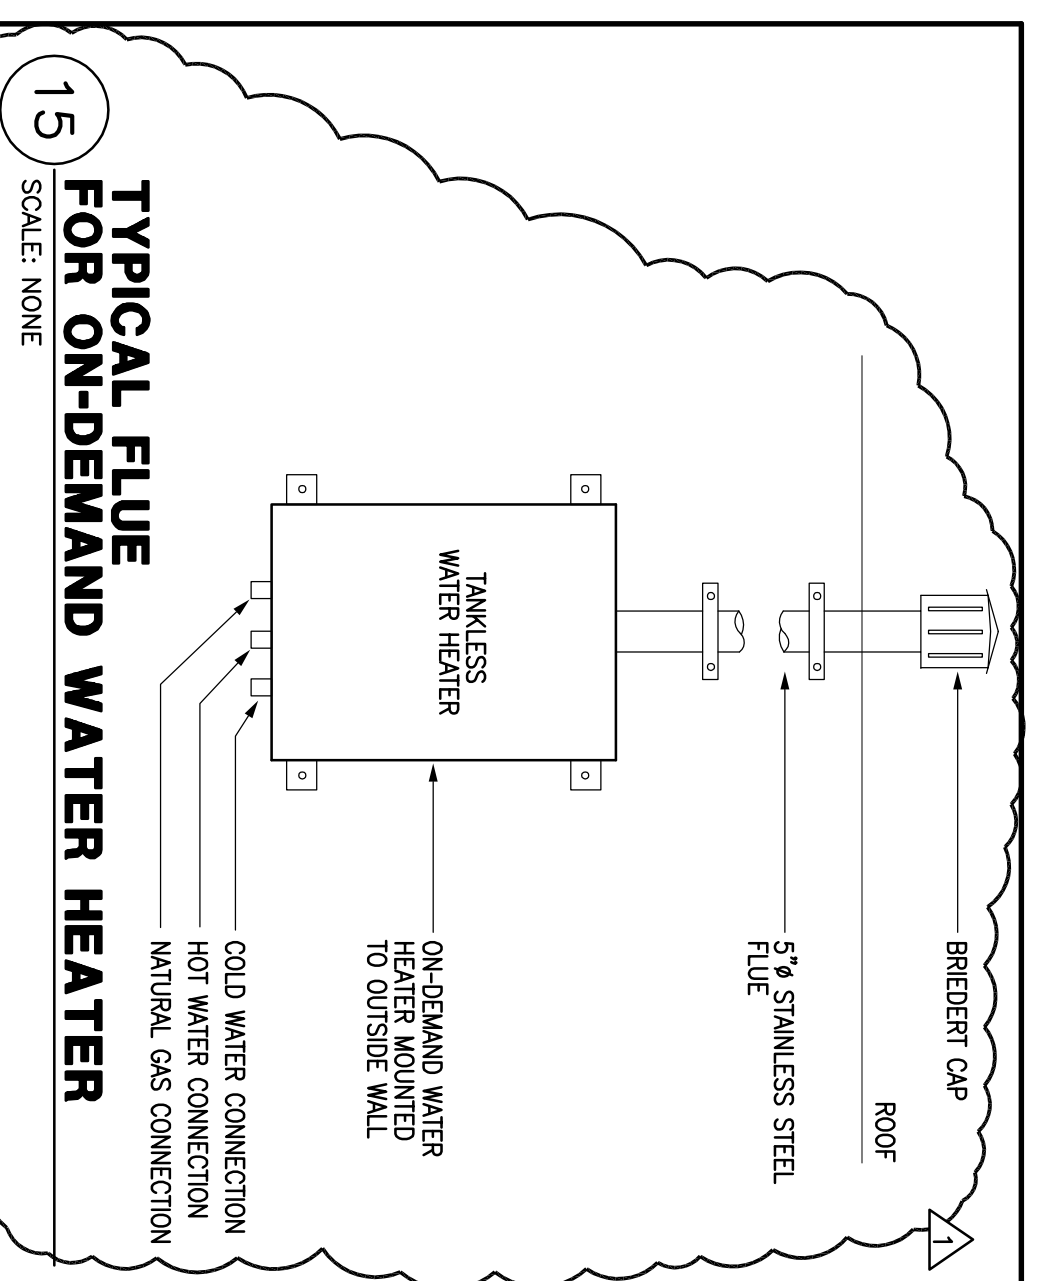 1
BRIEDERT CAP
ROOF
5"ø STAINLESS STEEL
FLUE
TANKLESS
WATER HEATER
ON-DEMAND WATER
HEATER MOUNTED
TO OUTSIDE WALL
COLD WATER CONNECTION
HOT WATER CONNECTION
NATURAL GAS CONNECTION
15
TYPICAL FLUE
FOR ON-DEMAND WATER HEATER
SCALE: NONE